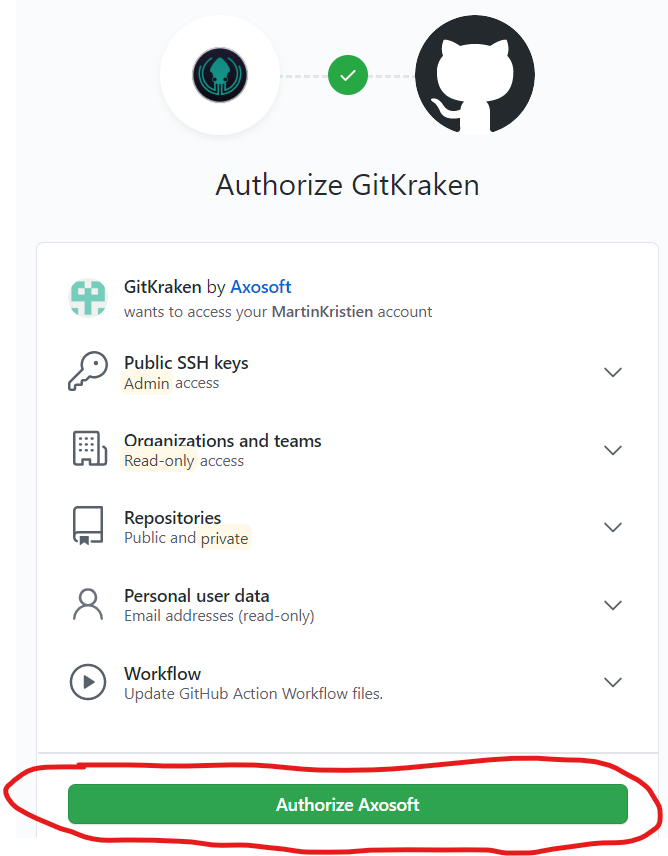 Authorize GitKraken
GitKraken by Axosoft
wants to access your MartinKristien account
Public SSH keys
Admin access
Organizations and teams
Read-only access
Repositories
Public and private
Personal user data
Email addresses (read-only)
Workflow
Update GitHub Action Workflow files.
Authorize Axosoft